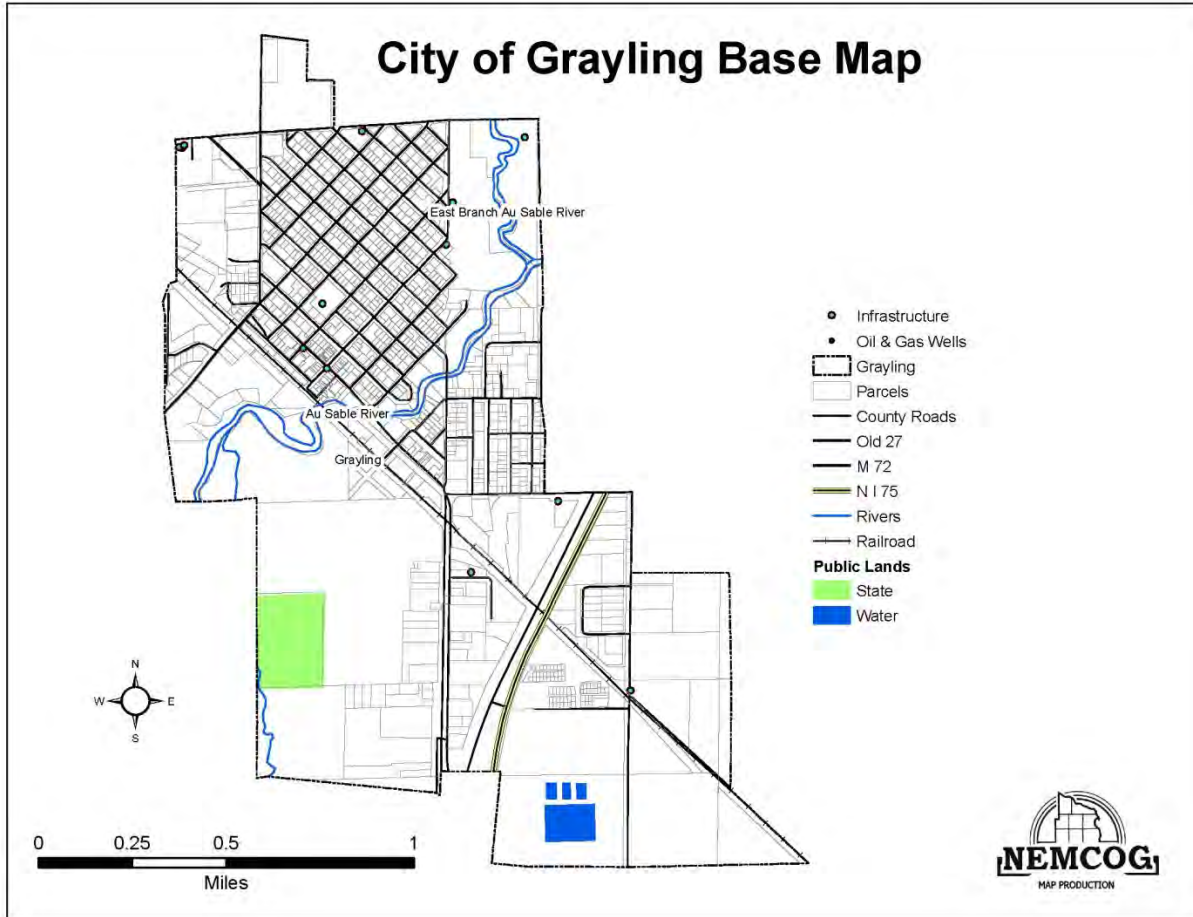 City of Grayling Base Map
East Branch Au Sable River
Au Sable River
Grayling
Infrastructure
Oil & Gas Wells
Grayling
Parcels
County Roads
Old 27
M 72
N I 75
Rivers
Railroad
Public Lands
State
Water
N
W E
S
0 0.25 0.5 1
Miles
NEMCOG
MAP PRODUCTION